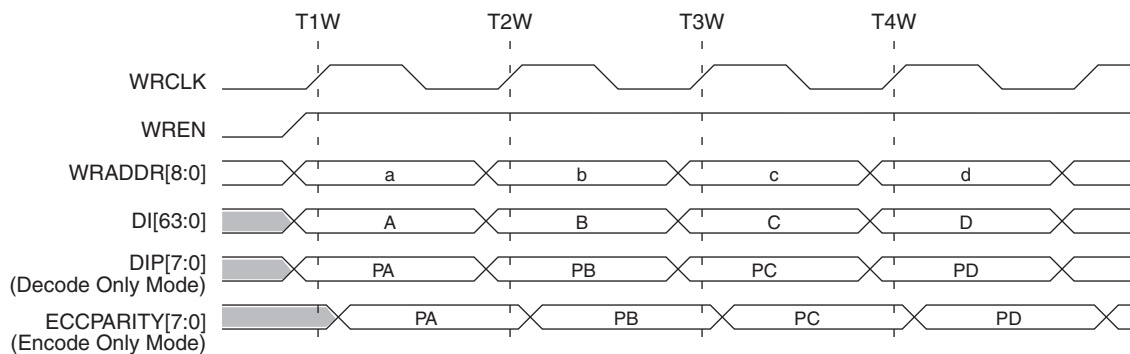 T1W T2W T3W T4W
WRCLK
WREN
WRADDR[8:0] a b c d
DI[63:0] A B C D
DIP[7:0] PA PB PC PD
(Decode Only Mode)
ECCPARITY[7:0] PA PB PC PD
(Encode Only Mode)